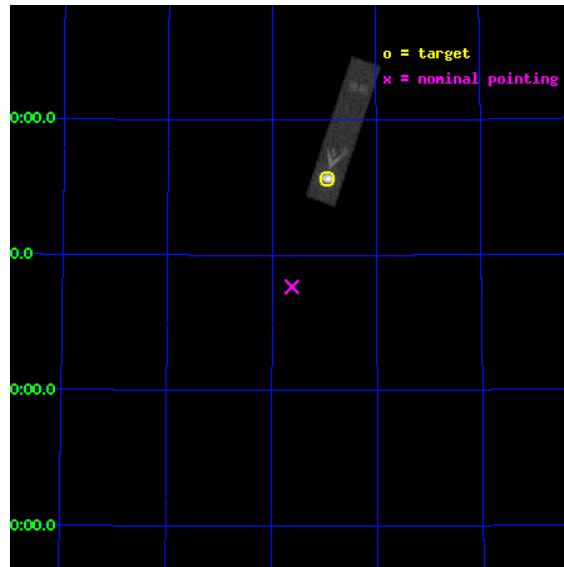 o = target
x = nominal pointing
0:00.0
0.0
0:00.0
0:00.0